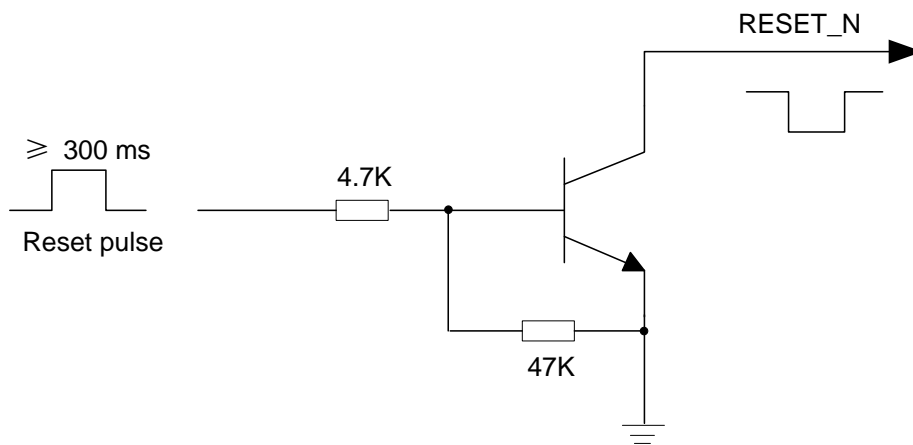 RESET_N
≥ 300 ms
4.7K
Reset pulse
47K